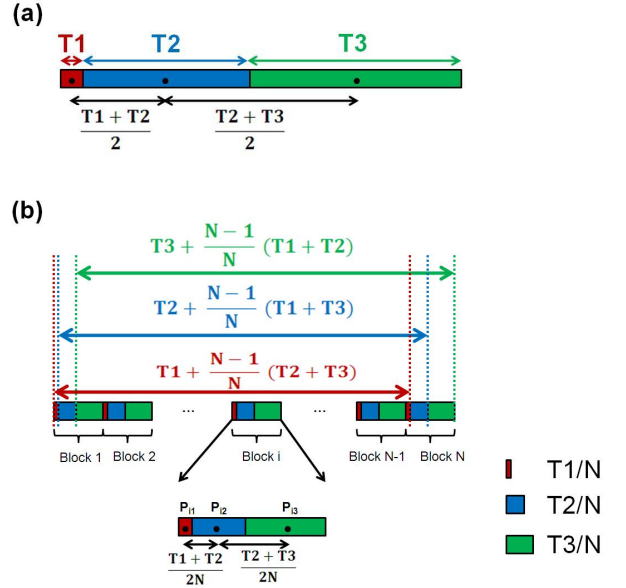 (a)
T1 T2 T3
T1 + T2
2
T2 + T3
2
(b)
T3 + N − 1 (T1 + T2)
N
T2 + N − 1 (T1 + T3)
N
T1 + N − 1 (T2 + T3)
N
... ...
Block 1 Block 2 Block i Block N-1 Block N
Pi1 Pi2 Pi3
T1 + T2
2N
T2 + T3
2N
T1/N
T2/N
T3/N